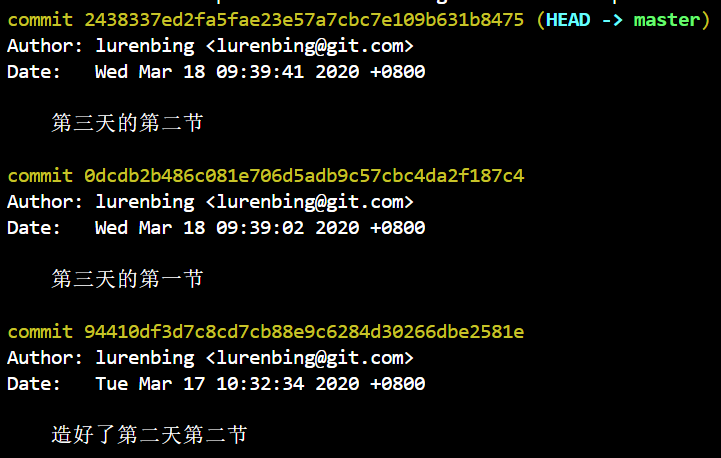 commit 2438337ed2fa5fae23e57a7cbc7e109b631b8475 (HEAD -> master)
Author: lurenbing <lurenbing@git.com>
Date:   Wed Mar 18 09:39:41 2020 +0800
第三天的第二节
commit 0dcdb2b486c081e706d5adb9c57cbc4da2f187c4
Author: lurenbing <lurenbing@git.com>
Date:   Wed Mar 18 09:39:02 2020 +0800
第三天的第一节
commit 94410df3d7c8cd7cb88e9c6284d30266dbe2581e
Author: lurenbing <lurenbing@git.com>
Date:   Tue Mar 17 10:32:34 2020 +0800
造好了第二天第二节